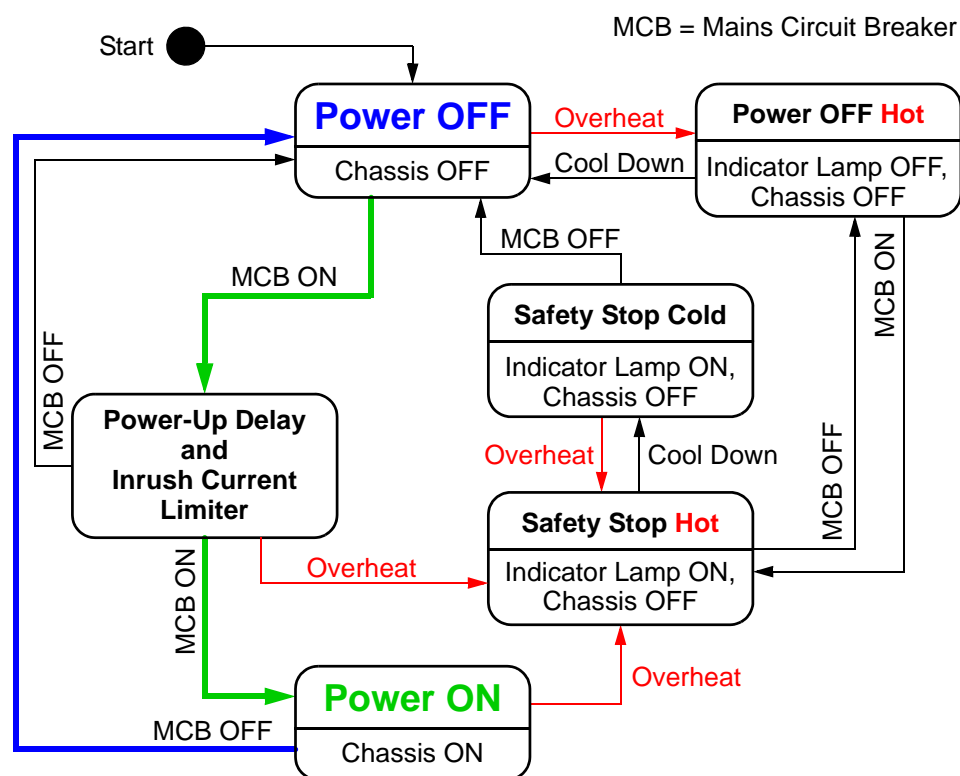 MCB = Mains Circuit Breaker
Start
Power OFF
Chassis OFF
Overheat
Cool Down
Power OFF Hot
Indicator Lamp OFF,
Chassis OFF
MCB OFF
MCB ON
MCB ON
Safety Stop Cold
Indicator Lamp ON,
Chassis OFF
MCB OFF
Power-Up Delay
and
Inrush Current
Limiter
Overheat
Cool Down
MCB OFF
Safety Stop Hot
Indicator Lamp ON,
Chassis OFF
MCB ON
Overheat
Power ON
Chassis ON
Overheat
MCB OFF